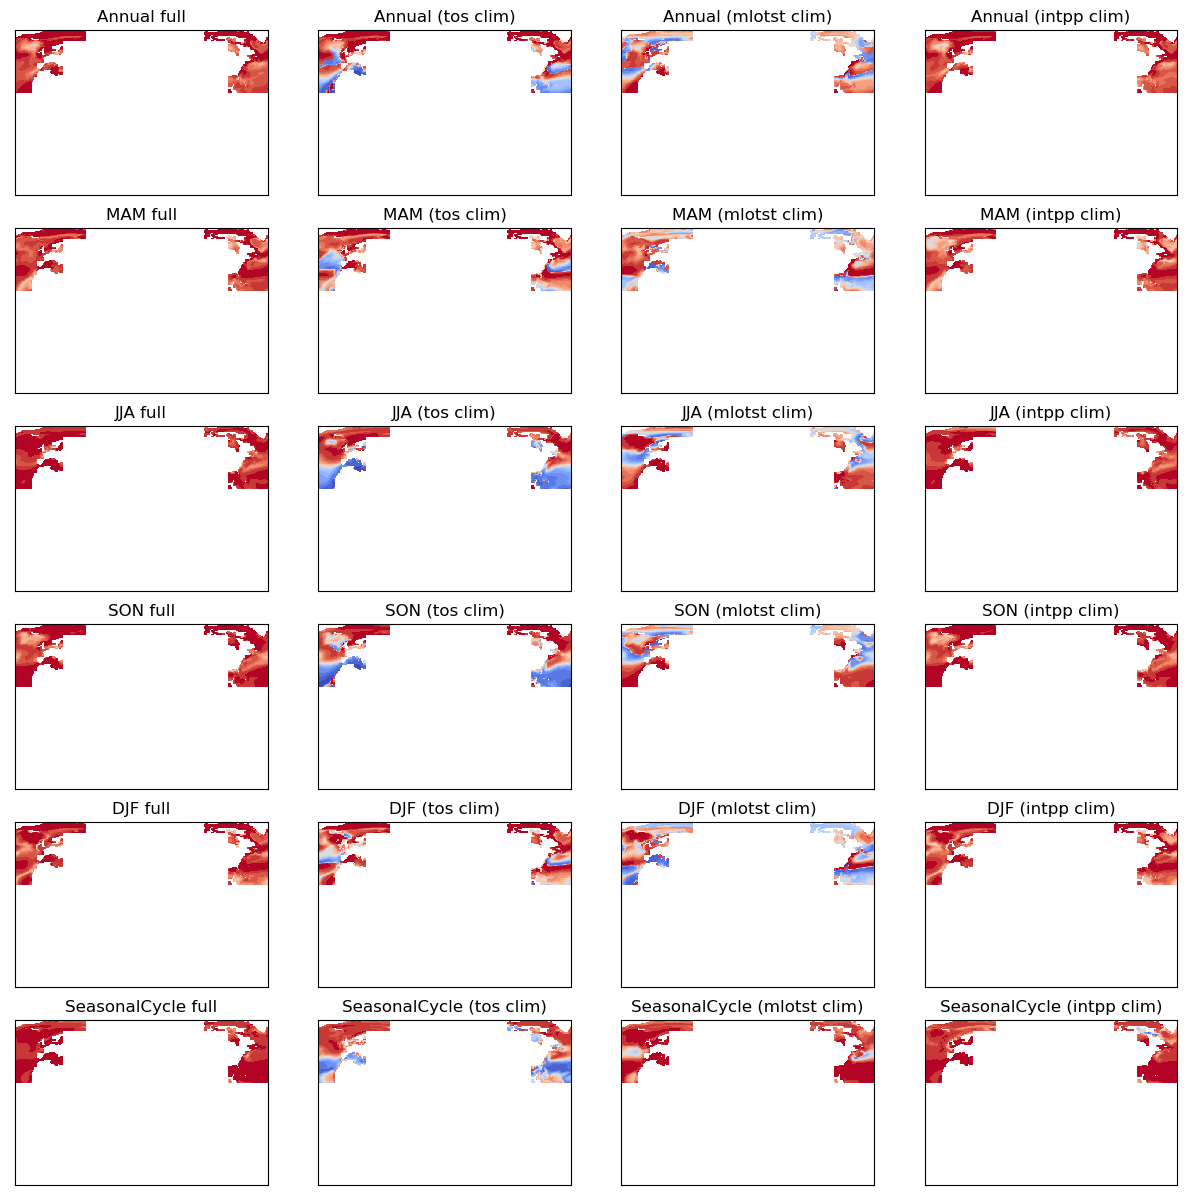 Annual full
Annual (tos clim)
Annual (mlotst clim)
Annual (intpp clim)
MAM full
MAM (tos clim)
MAM (mlotst clim)
MAM (intpp clim)
JJA full
JJA (tos clim)
JJA (mlotst clim)
JJA (intpp clim)
SON full
SON (tos clim)
SON (mlotst clim)
SON (intpp clim)
DJF full
DJF (tos clim)
DJF (mlotst clim)
DJF (intpp clim)
SeasonalCycle full
SeasonalCycle (tos clim)
SeasonalCycle (mlotst clim)
SeasonalCycle (intpp clim)